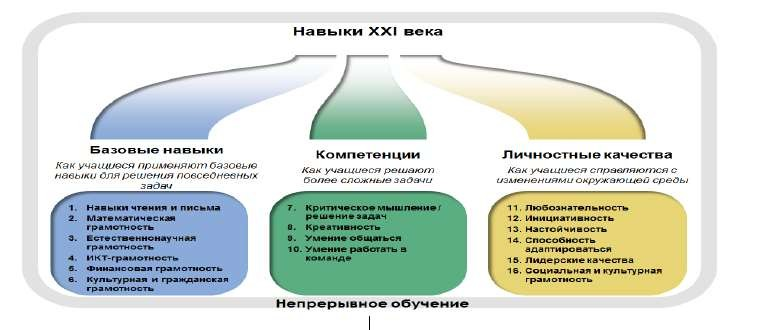 Навыки XXI века
Базовые навыки
Как учащиеся применяют базовые
навыки для решения повседневных
задач
1. Навыки чтения и письма
2. Математическая
грамотность
3. Естественнонаучная
грамотность
4. ИКТ-грамотность
5. Финансовая грамотность
6. Культурная и гражданская
грамотность
Компетенции
Как учащиеся решают
более сложные задачи
7. Критическое мышление /
решение задач
8. Креативность
9. Умение общаться
10. Умение работать в
команде
Личностные качества
Как учащиеся справляются с
изменениями окружающей среды
11. Любознательность
12. Инициативность
13. Настойчивость
14. Способность
адаптироваться
15. Лидерские качества
16. Социальная и культурная
грамотность
Непрерывное обучение